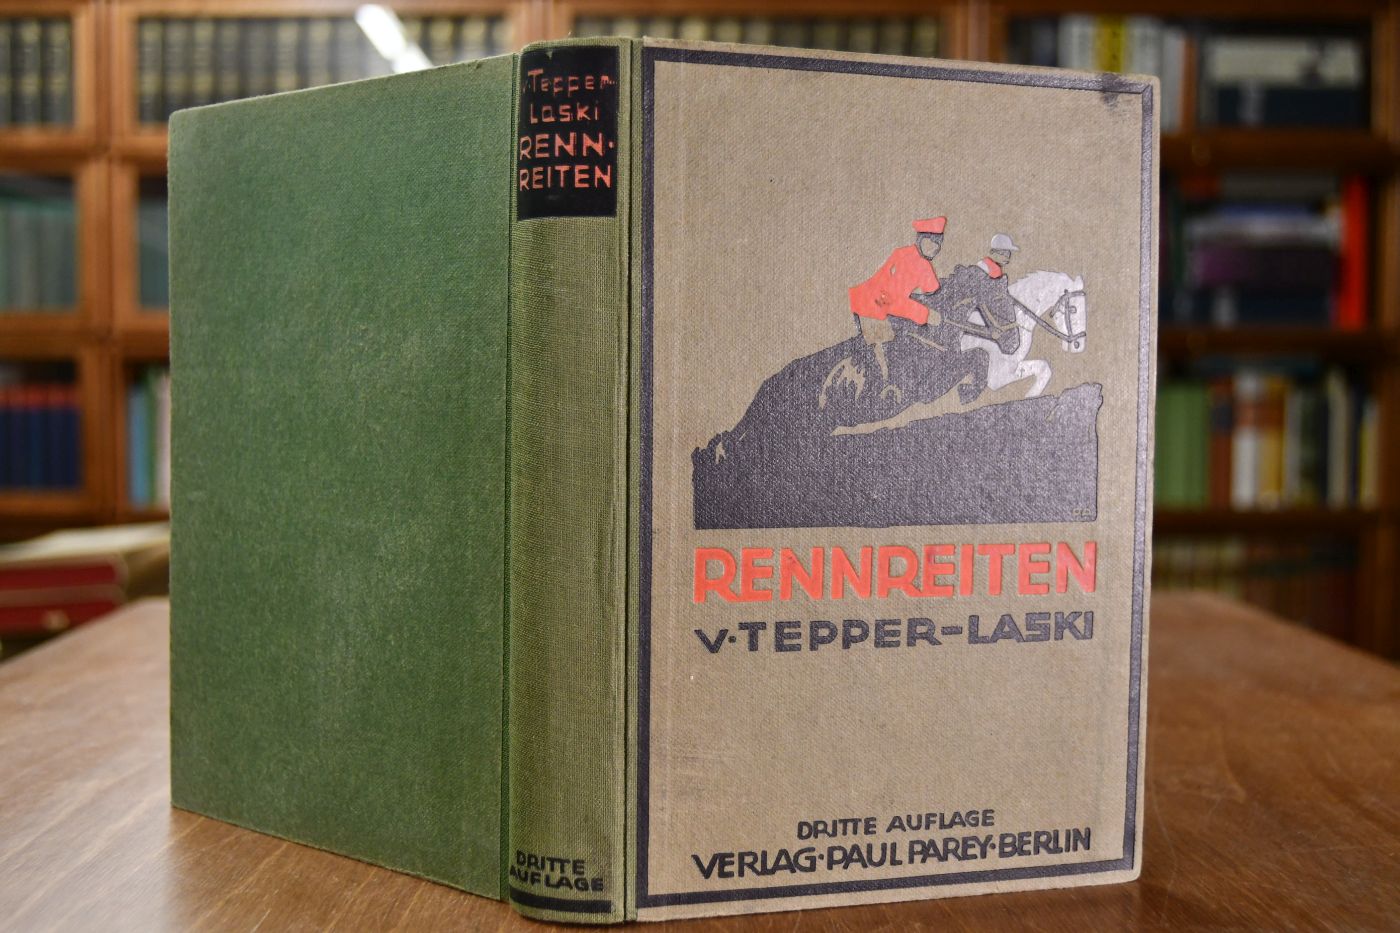 v. Tepper-
Laski
RENN-
REITEN
DRITTE
AUFLAGE
RENNREITEN
V·TEPPER-LASKI
DRITTE AUFLAGE
VERLAG·PAUL PAREY·BERLIN